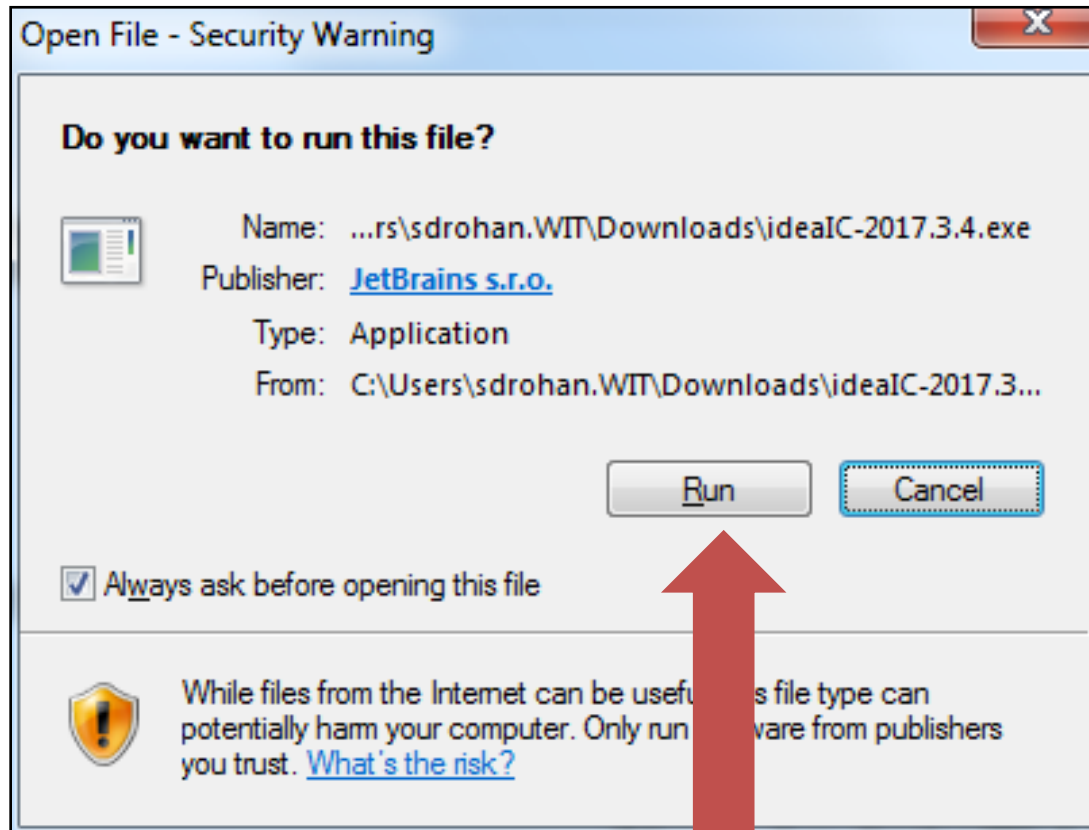 Open File - Security Warning
Do you want to run this file?
Name: ...rs\sdrohan.WIT\Downloads\ideaIC-2017.3.4.exe
Publisher: JetBrains s.r.o.
Type: Application
From: C:\Users\sdrohan.WIT\Downloads\ideaIC-2017.3...
Run Cancel
Always ask before opening this file
While files from the Internet can be file type can
potentially harm your computer. Only run from publishers
you trust. What's the risk?